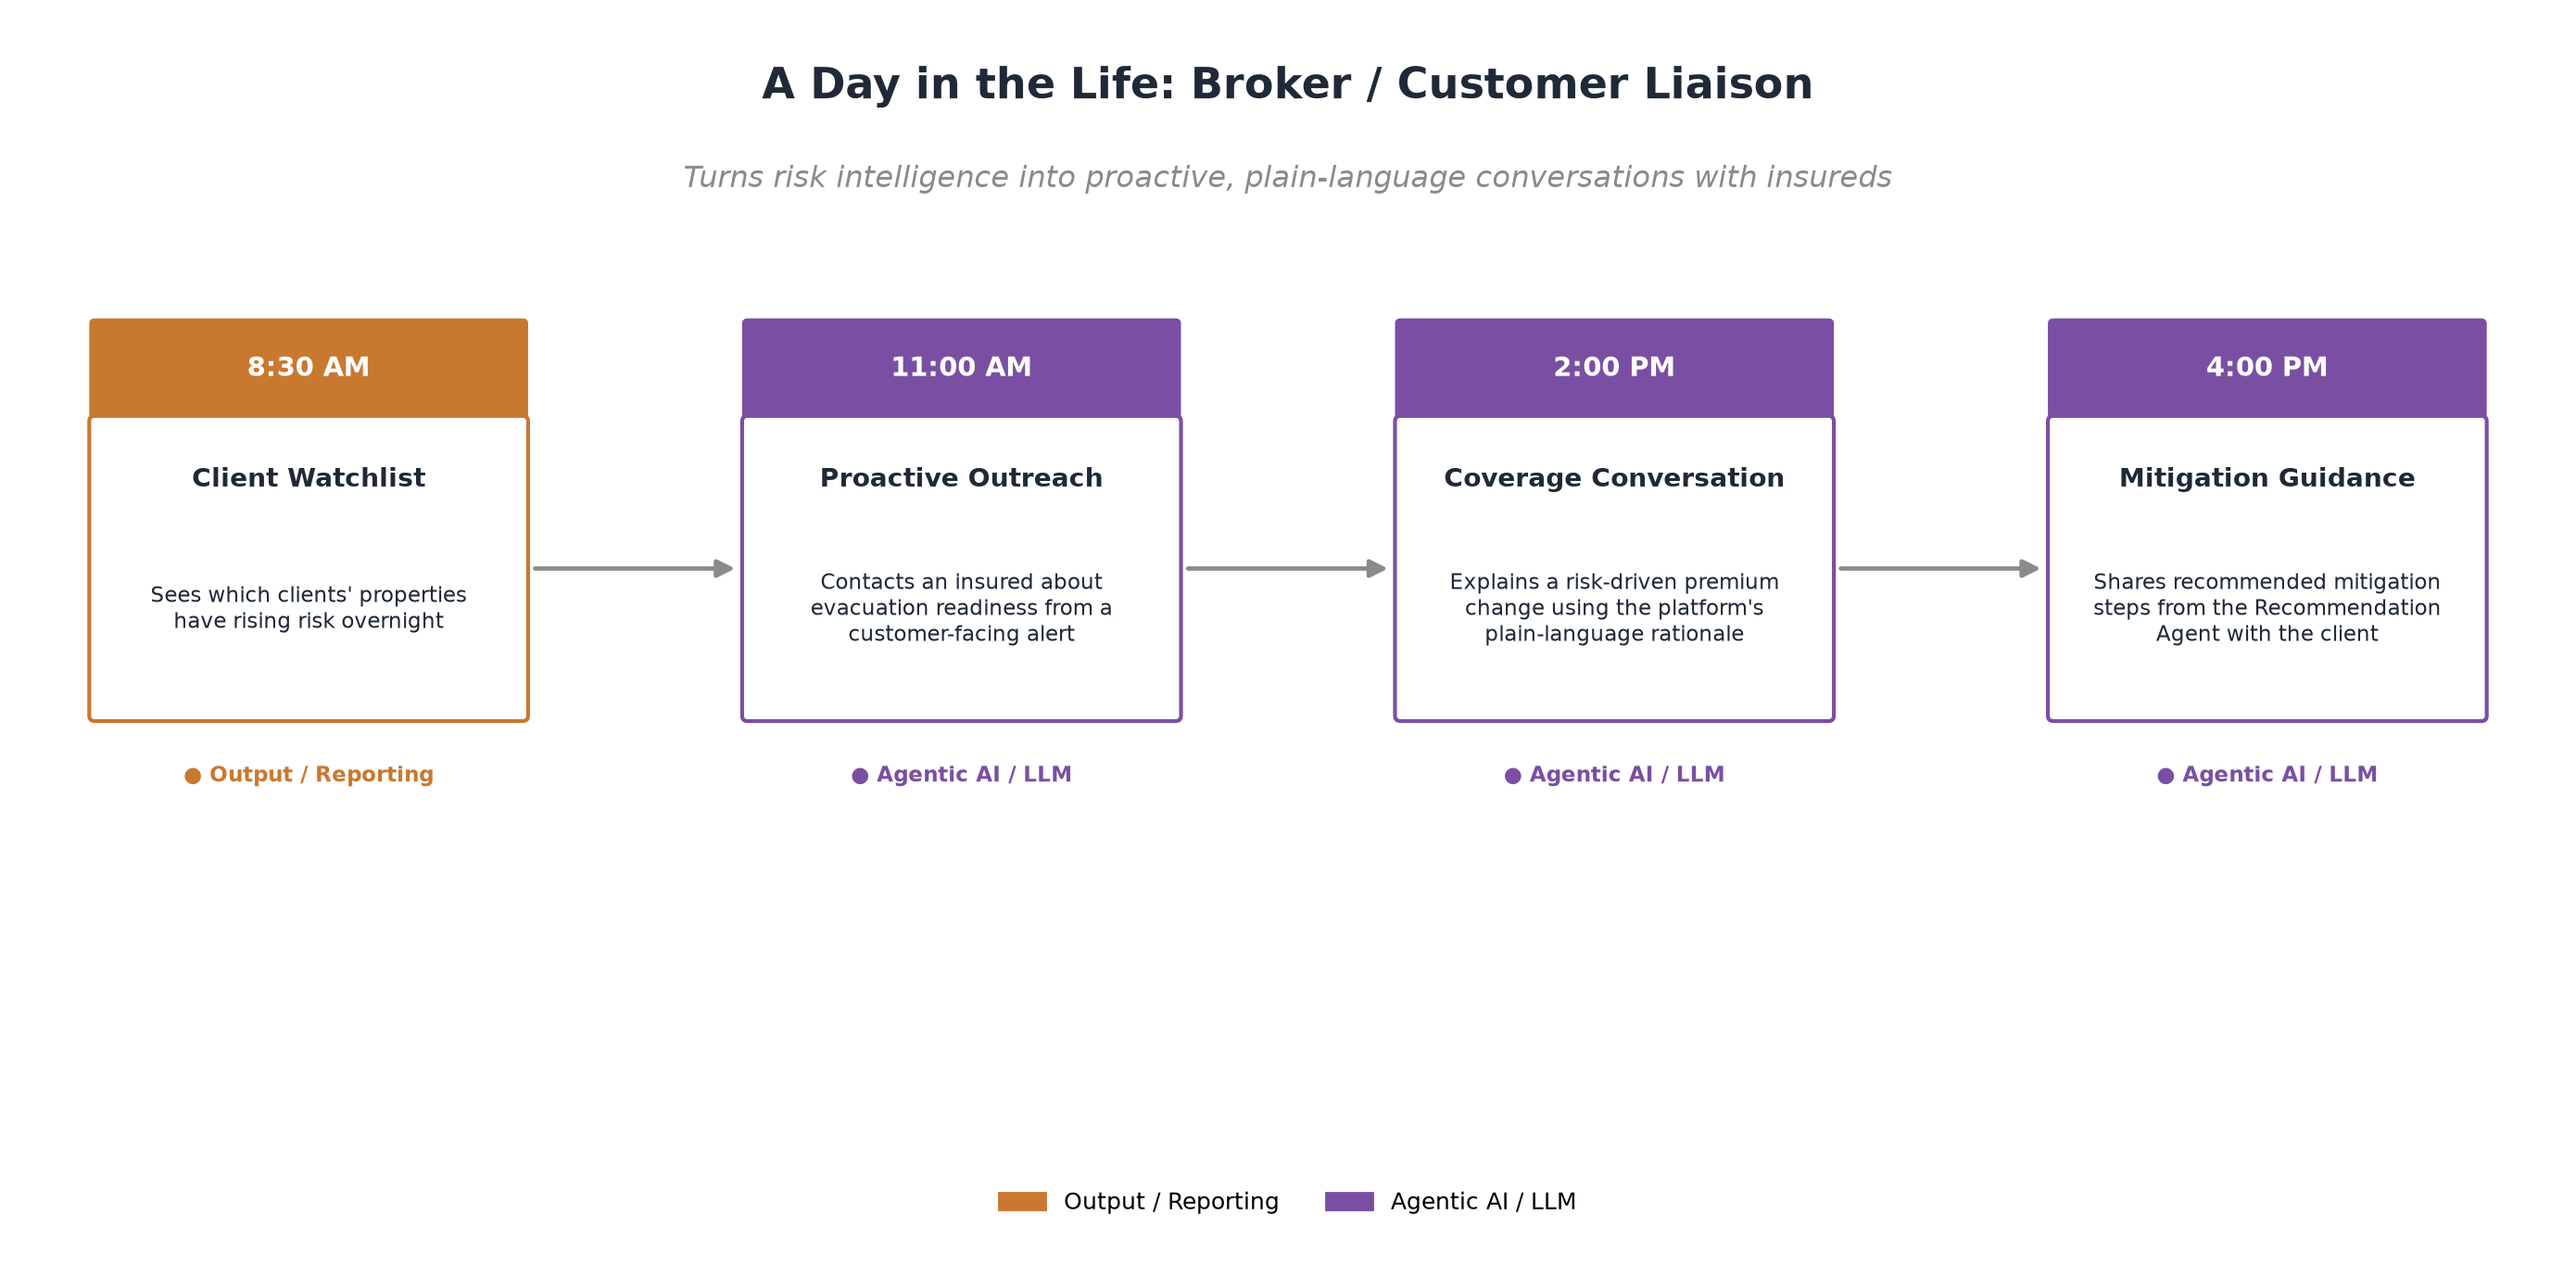 A Day in the Life: Broker / Customer Liaison
Turns risk intelligence into proactive, plain-language conversations with insureds
8:30 AM
Client Watchlist
Sees which clients' properties
have rising risk overnight
● Output / Reporting
11:00 AM
Proactive Outreach
Contacts an insured about
evacuation readiness from a
customer-facing alert
● Agentic AI / LLM
2:00 PM
Coverage Conversation
Explains a risk-driven premium
change using the platform's
plain-language rationale
● Agentic AI / LLM
4:00 PM
Mitigation Guidance
Shares recommended mitigation
steps from the Recommendation
Agent with the client
● Agentic AI / LLM
Output / Reporting
Agentic AI / LLM